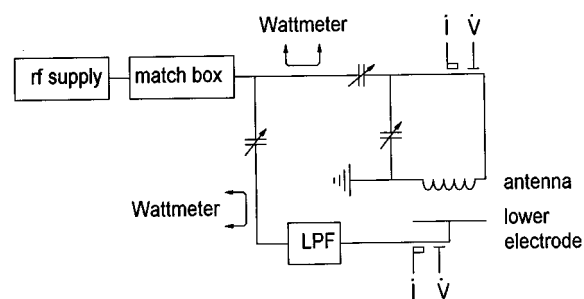 Wattmeter
İ V̇
rf supply
match box
antenna
Wattmeter
lower
electrode
LPF
İ V̇